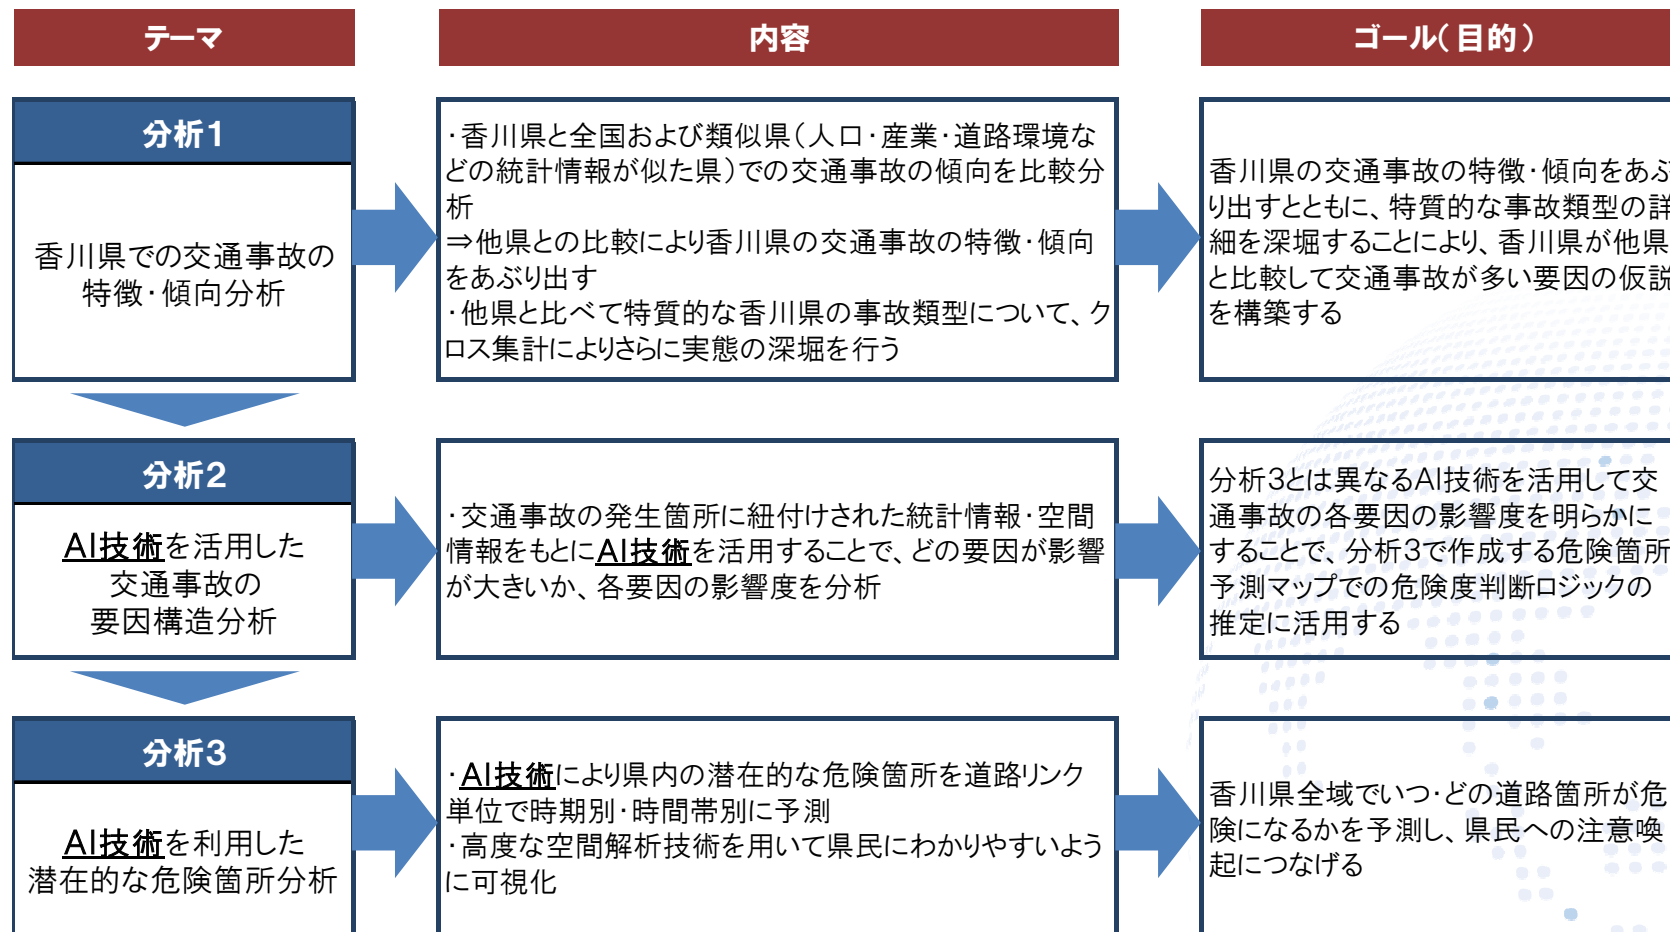 テーマ
内容
ゴール(目的)
分析1
香川県での交通事故の
特徴・傾向分析
・香川県と全国および類似県(人口・産業・道路環境な
どの統計情報が似た県)での交通事故の傾向を比較分
析
⇒他県との比較により香川県の交通事故の特徴・傾向
をあぶり出す
・他県と比べて特質的な香川県の事故類型について、ク
ロス集計によりさらに実態の深堀を行う
香川県の交通事故の特徴・傾向をあぶ
り出すとともに、特質的な事故類型の詳
細を深堀することにより、香川県が他県
と比較して交通事故が多い要因の仮説
を構築する
分析2
AI技術を活用した
交通事故の
要因構造分析
・交通事故の発生箇所に紐付けされた統計情報・空間
情報をもとにAI技術を活用することで、どの要因が影響
が大きいか、各要因の影響度を分析
分析3とは異なるAI技術を活用して交
通事故の各要因の影響度を明らかに
することで、分析3で作成する危険箇所
予測マップでの危険度判断ロジックの
推定に活用する
分析3
AI技術を利用した
潜在的な危険箇所分析
・AI技術により県内の潜在的な危険箇所を道路リンク
単位で時期別・時間帯別に予測
・高度な空間解析技術を用いて県民にわかりやすいよう
に可視化
香川県全域でいつ・どの道路箇所が危
険になるかを予測し、県民への注意喚
起につなげる